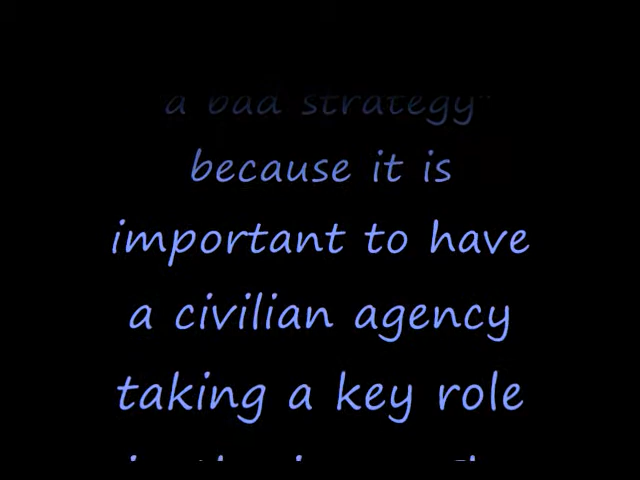 a bad strategy"
because it is
important to have
a civilian agency
taking a key role